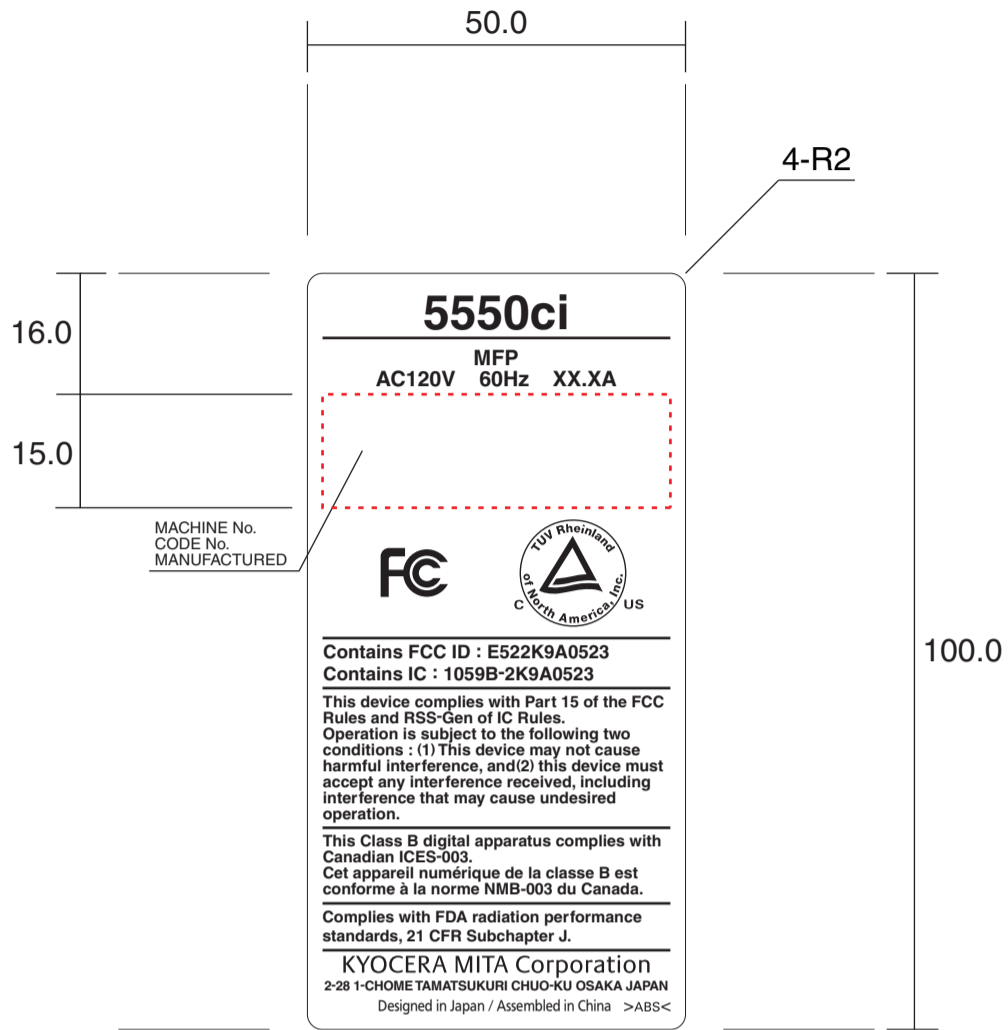 50.0
4-R2
16.0
15.0
100.0
5550ci
MFP
AC120V 60Hz XX.XA
MACHINE No.
CODE No.
MANUFACTURED
FC
TUV Rheinland
of North America, Inc.
C US
Contains FCC ID : E522K9A0523
Contains IC : 1059B-2K9A0523
This device complies with Part 15 of the FCC
Rules and RSS-Gen of IC Rules.
Operation is subject to the following two
conditions : (1) This device may not cause
harmful interference, and(2) this device must
accept any interference received, including
interference that may cause undesired
operation.
This Class B digital apparatus complies with
Canadian ICES-003.
Cet appareil numérique de la classe B est
conforme à la norme NMB-003 du Canada.
Complies with FDA radiation performance
standards, 21 CFR Subchapter J.
KYOCERA MITA Corporation
2-28 1-CHOME TAMATSUKURI CHUO-KU OSAKA JAPAN
Designed in Japan / Assembled in China >ABS<